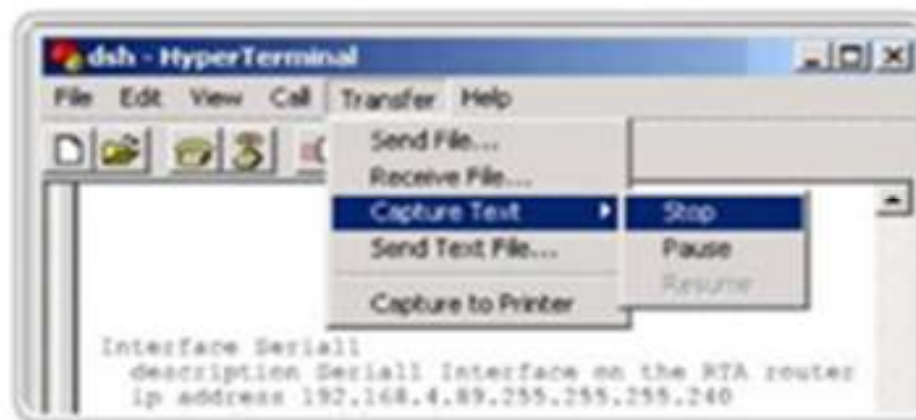 dsh - HyperTerminal
File Edit View Call Transfer Help
Send File...
Receive File...
Capture Text
Send Text File...
Capture to Printer
Stop
Pause
Resume
Interface Serial1
description Serial1 Interface on the RTA router
ip address 192.168.4.89.255.255.255.240